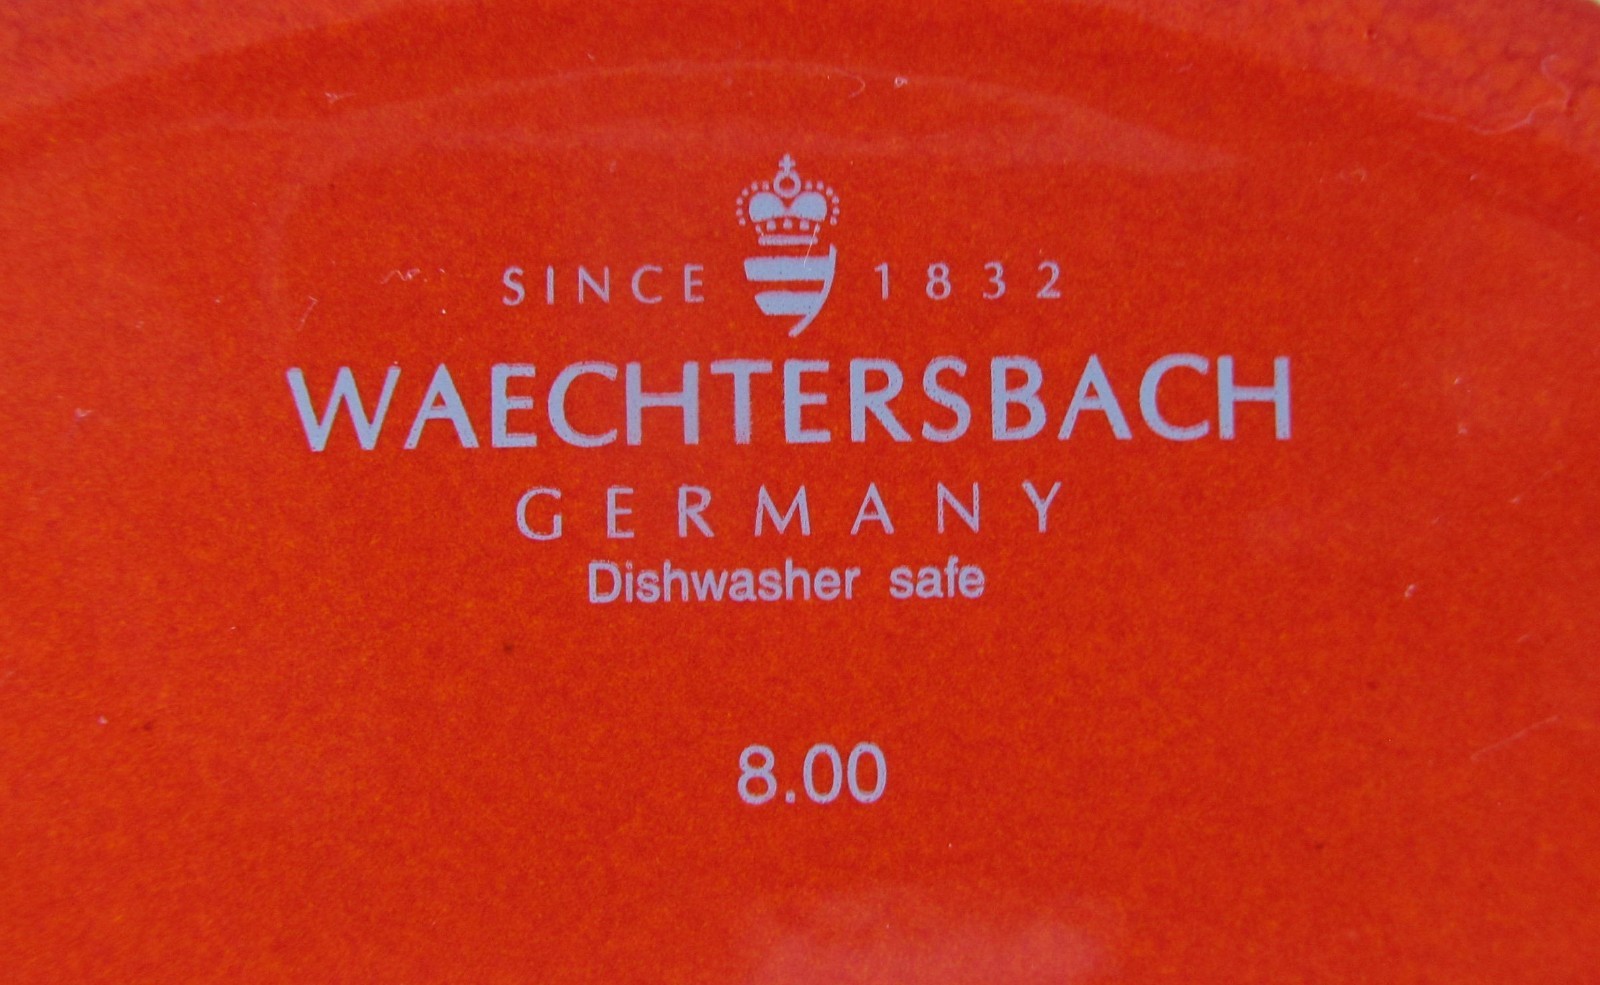 SINCE 1832
WAECHTERSBACH
GERMANY
Dishwasher safe
8.00